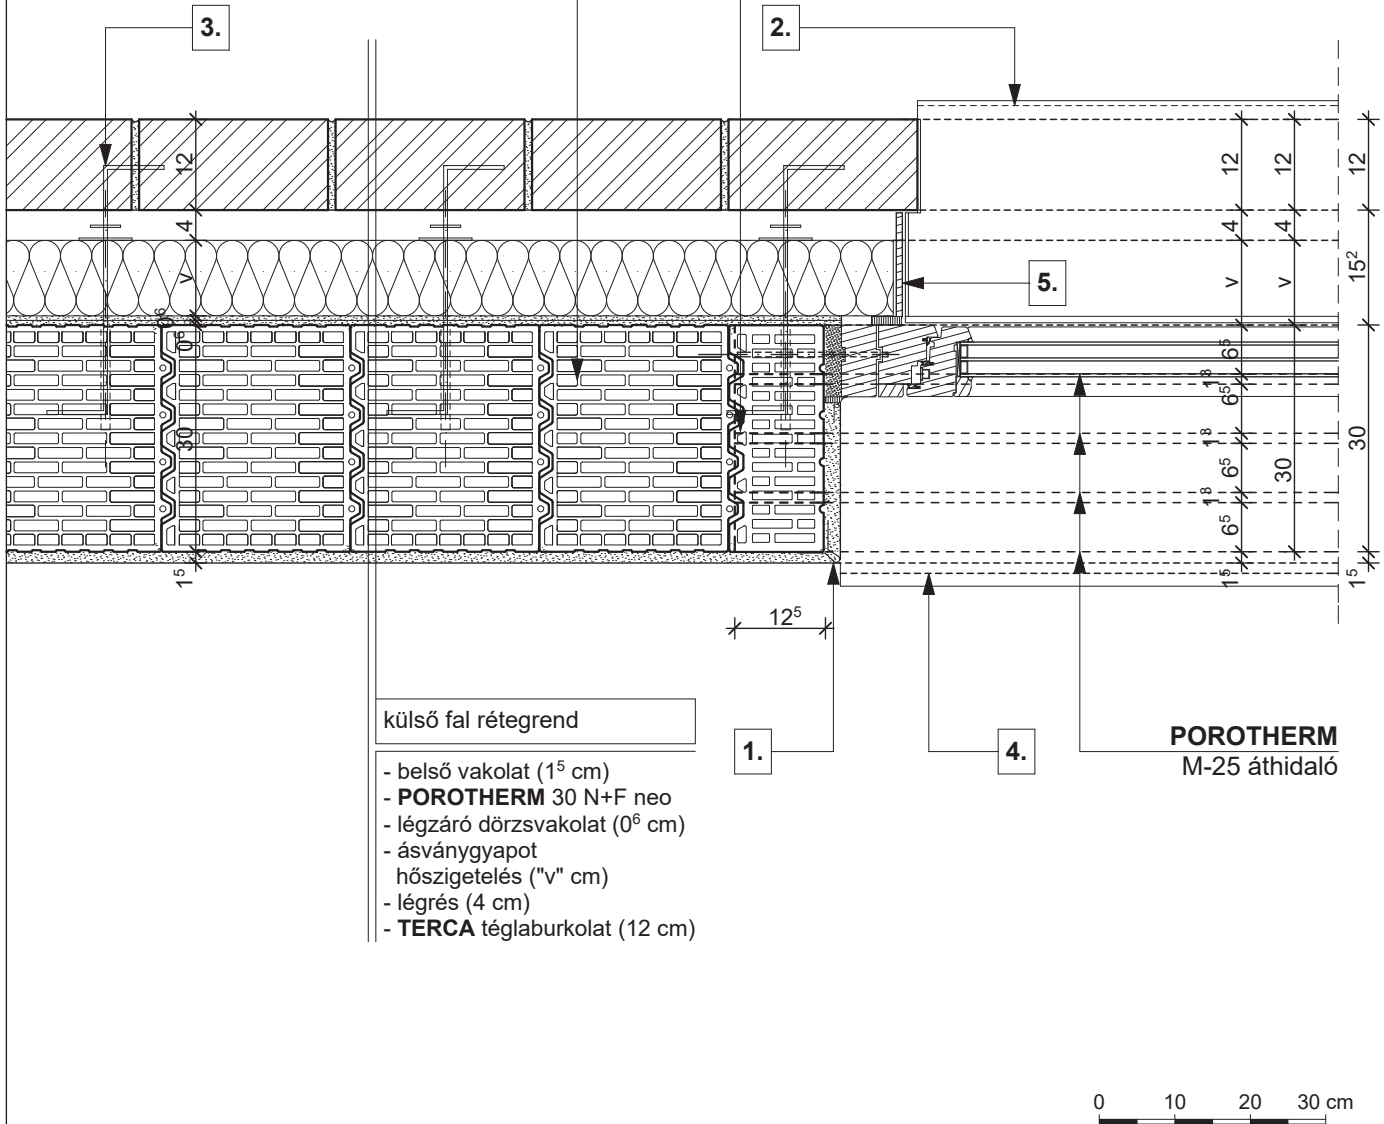 3.
2.
12
4
v
0⁶
0⁶
30
1⁵
12
4
v
6⁵
1⁸
6⁵
1⁸
6⁵
1⁸
6⁵
1⁵
12
4
v
30
12
15²
30
1⁵
5.
12⁵
külső fal rétegrend
- belső vakolat (1⁵ cm)
- POROTHERM 30 N+F neo
- légzáró dörzsvakolat (0⁶ cm)
- ásványgyapot
hőszigetelés ("v" cm)
- légrés (4 cm)
- TERCA téglaburkolat (12 cm)
1.
4.
POROTHERM
M-25 áthidaló
0 10 20 30 cm